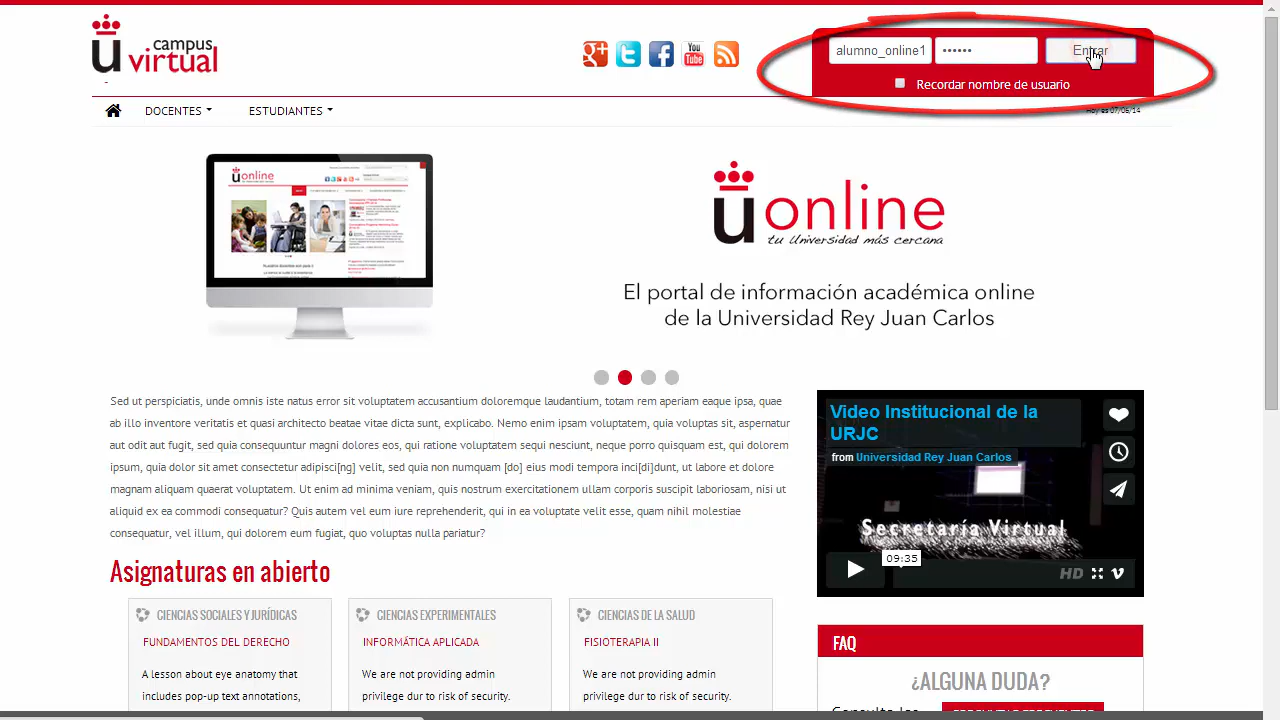 campus
virtual
You
Tube
alumno_online1
••••••
Entrar
Recordar nombre de usuario
DOCENTES
ESTUDIANTES
Hoy es 07/06/14
u online
u online
tu Universidad más cercana
El portal de información académica online
de la Universidad Rey Juan Carlos
Sed ut perspiciatis, unde omnis iste natus error sit voluptatem accusantium doloremque laudantium, totam rem aperiam eaque ipsa, quae
ab illo inventore veritatis et quasi architecto beatae vitae dicta sunt, explicabo. Nemo enim ipsam voluptatem, quia voluptas sit, aspernatur
aut odit aut fugit, sed quia consequuntur magni dolores eos, qui ratione voluptatem sequi nesciunt, neque porro quisquam est, qui dolorem
ipsum, quia dolor sit amet consectetur adipisci[ng] velit, sed quia non numquam [do] eius modi tempora inci[di]dunt, ut labore et dolore
magnam aliquam quaerat voluptatem. Ut enim ad minima veniam, quis nostrum exercitationem ullam corporis suscipit laboriosam, nisi ut
aliquid ex ea commodi consequatur? Quis autem vel eum iure reprehenderit, qui in ea voluptate velit esse, quam nihil molestiae
consequatur, vel illum, qui dolorem eum fugiat, quo voluptas nulla pariatur?
Video Institucional de la
URJC
from Universidad Rey Juan Carlos
Secretaría Virtual
09:35
HD
Asignaturas en abierto
CIENCIAS SOCIALES Y JURÍDICAS
FUNDAMENTOS DEL DERECHO
A lesson about eye anatomy that
includes pop-up text annotations,
CIENCIAS EXPERIMENTALES
INFORMÁTICA APLICADA
We are not providing admin
privilege dur to risk of security.
CIENCIAS DE LA SALUD
FISIOTERAPIA II
We are not providing admin
privilege dur to risk of security.
FAQ
¿ALGUNA DUDA?
Consulta las